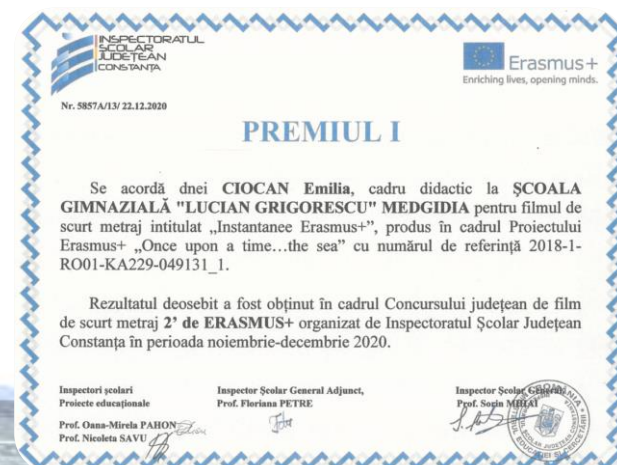 INSPECTORATUL
ȘCOLAR
JUDEȚEAN
CONSTANȚA
Erasmus+
Enriching lives, opening minds.
Nr. 5857A/13/ 22.12.2020
PREMIUL I
Se acordă dnei CIOCAN Emilia, cadru didactic la ȘCOALA
GIMNAZIALĂ "LUCIAN GRIGORESCU" MEDGIDIA pentru filmul de
scurt metraj intitulat „Instantanee Erasmus+”, produs în cadrul Proiectului
Erasmus+ „Once upon a time…the sea” cu numărul de referință 2018-1-
RO01-KA229-049131_1.
Rezultatul deosebit a fost obținut în cadrul Concursului județean de film
de scurt metraj 2’ de ERASMUS+ organizat de Inspectoratul Școlar Județean
Constanța în perioada noiembrie-decembrie 2020.
Inspectori școlari
Proiecte educaționale
Prof. Oana-Mirela PAHON
Prof. Nicoleta SAVU
Inspector Școlar General Adjunct,
Prof. Floriana PETRE
Inspector Școlar General,
Prof. Sorin MIHAI